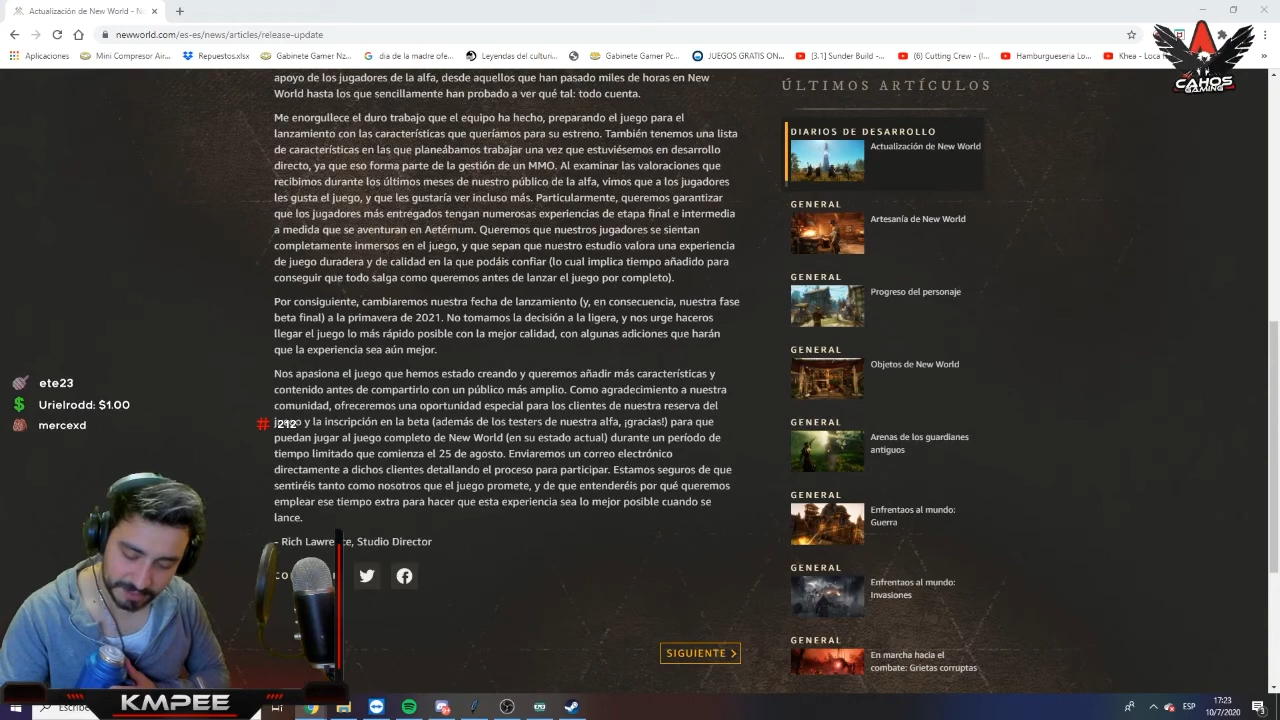 Actualización de New World - N
newworld.com/es-es/news/articles/release-update
Aplicaciones
Mini Compresor Air...
Repuestos.xlsx
Gabinete Gamer Nz...
dia de la madre ofe...
Leyendas del culturi...
Gabinete Gamer Pc...
JUEGOS GRATIS ON...
[3.1] Sunder Build -...
(6) Cutting Crew - (I...
Hamburgueseria Lo...
Khea - Loca
CAHOS
GAMING
apoyo de los jugadores de la alfa, desde aquellos que han pasado miles de horas en New
World hasta los que sencillamente han probado a ver qué tal: todo cuenta.
Me enorgullece el duro trabajo que el equipo ha hecho, preparando el juego para el
lanzamiento con las características que queríamos para su estreno. También tenemos una lista
de características en las que planeábamos trabajar una vez que estuviésemos en desarrollo
directo, ya que eso forma parte de la gestión de un MMO. Al examinar las valoraciones que
recibimos durante los últimos meses de nuestro público de la alfa, vimos que a los jugadores
les gusta el juego, y que les gustaría ver incluso más. Particularmente, queremos garantizar
que los jugadores más entregados tengan numerosas experiencias de etapa final e intermedia
a medida que se aventuran en Aetérnum. Queremos que nuestros jugadores se sientan
completamente inmersos en el juego, y que sepan que nuestro estudio valora una experiencia
de juego duradera y de calidad en la que podáis confiar (lo cual implica tiempo añadido para
conseguir que todo salga como queremos antes de lanzar el juego por completo).
Por consiguiente, cambiaremos nuestra fecha de lanzamiento (y, en consecuencia, nuestra fase
beta final) a la primavera de 2021. No tomamos la decisión a la ligera, y nos urge haceros
llegar el juego lo más rápido posible con la mejor calidad, con algunas adiciones que harán
que la experiencia sea aún mejor.
Nos apasiona el juego que hemos estado creando y queremos añadir más características y
contenido antes de compartirlo con un público más amplio. Como agradecimiento a nuestra
comunidad, ofreceremos una oportunidad especial para los clientes de nuestra reserva del
y la inscripción en la beta (además de los testers de nuestra alfa, ¡gracias!) para que
puedan jugar al juego completo de New World (en su estado actual) durante un período de
tiempo limitado que comienza el 25 de agosto. Enviaremos un correo electrónico
directamente a dichos clientes detallando el proceso para participar. Estamos seguros de que
sentiréis tanto como nosotros que el juego promete, y de que entenderéis por qué queremos
emplear ese tiempo extra para hacer que esta experiencia sea lo mejor posible cuando se
lance.
- Rich Lawrence, Studio Director
SIGUIENTE
ÚLTIMOS ARTÍCULOS
DIARIOS DE DESARROLLO
Actualización de New World
GENERAL
Artesanía de New World
GENERAL
Progreso del personaje
GENERAL
Objetos de New World
GENERAL
Arenas de los guardianes
antiguos
GENERAL
Enfrentaos al mundo:
Guerra
GENERAL
Enfrentaos al mundo:
Invasiones
GENERAL
En marcha hacia el
combate: Grietas corruptas
ete23
Urielrodd: $1.00
mercexd
# 212
KMPEE
Escribe
ESP
17:23
10/7/2020